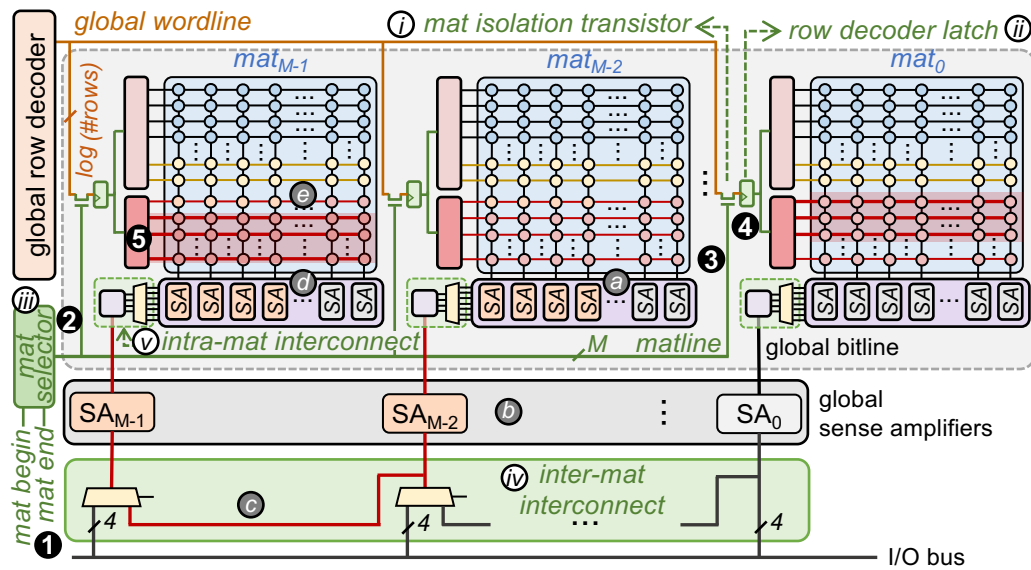 global row decoder
global wordline
i mat isolation transistor
row decoder latch ii
log (#rows)
mat_{M-1}
mat_{M-2}
mat_0
... ... ...
e
5
3
4
d
a
SA SA SA SA ... SA SA
SA SA SA SA ... SA SA
SA SA SA SA ... SA SA
iii
2
mat selector
v intra-mat interconnect
M matline
global bitline
SA_{M-1}
SA_{M-2}
b
SA_0
global
sense amplifiers
mat begin
mat end
1
c
iv inter-mat
interconnect
4
4
...
4
I/O bus